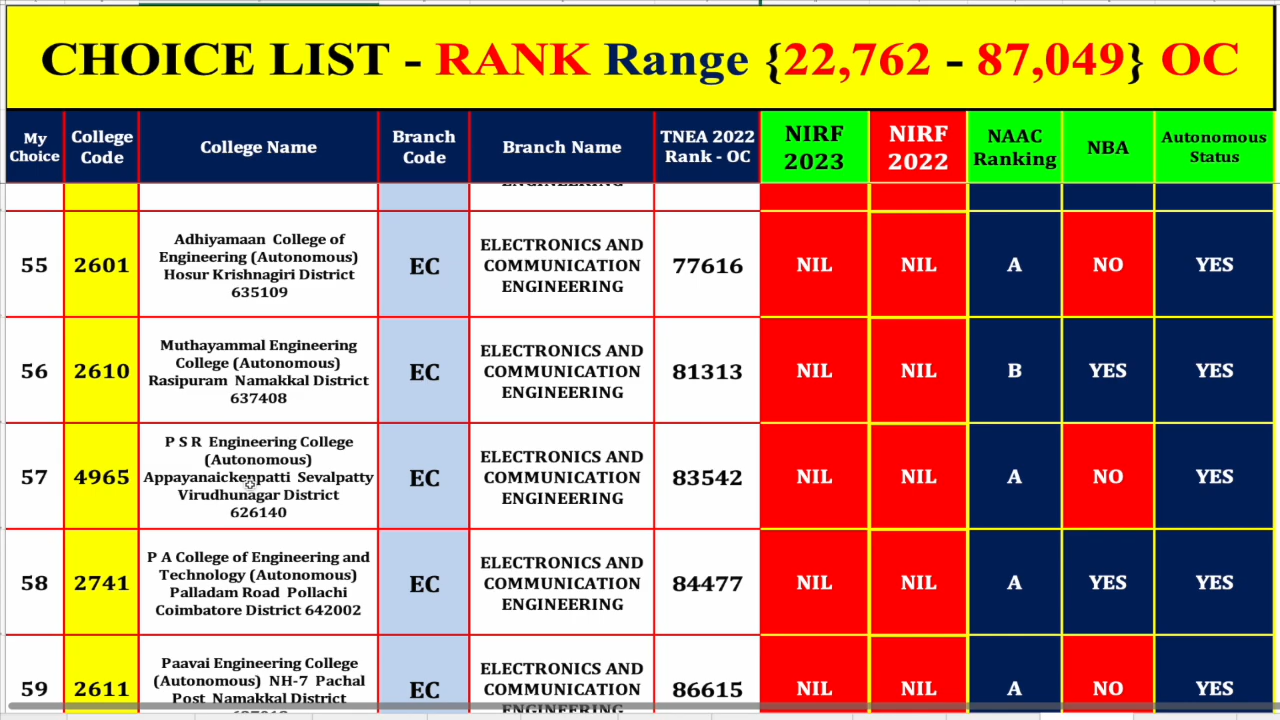 CHOICE LIST - RANK Range {22,762 - 87,049} OC
My Choice
College Code
College Name
Branch Code
Branch Name
TNEA 2022 Rank - OC
NIRF 2023
NIRF 2022
NAAC Ranking
NBA
Autonomous Status
ENGINEERING
55
2601
Adhiyamaan College of
Engineering (Autonomous)
Hosur Krishnagiri District
635109
EC
ELECTRONICS AND
COMMUNICATION
ENGINEERING
77616
NIL
NIL
A
NO
YES
56
2610
Muthayammal Engineering
College (Autonomous)
Rasipuram Namakkal District
637408
EC
ELECTRONICS AND
COMMUNICATION
ENGINEERING
81313
NIL
NIL
B
YES
YES
57
4965
P S R Engineering College
(Autonomous)
Appayanaickenpatti Sevalpatty
Virudhunagar District
626140
EC
ELECTRONICS AND
COMMUNICATION
ENGINEERING
83542
NIL
NIL
A
NO
YES
58
2741
P A College of Engineering and
Technology (Autonomous)
Palladam Road Pollachi
Coimbatore District 642002
EC
ELECTRONICS AND
COMMUNICATION
ENGINEERING
84477
NIL
NIL
A
YES
YES
59
2611
Paavai Engineering College
(Autonomous) NH-7 Pachal
Post Namakkal District
EC
ELECTRONICS AND
COMMUNICATION
ENGINEERING
86615
NIL
NIL
A
NO
YES